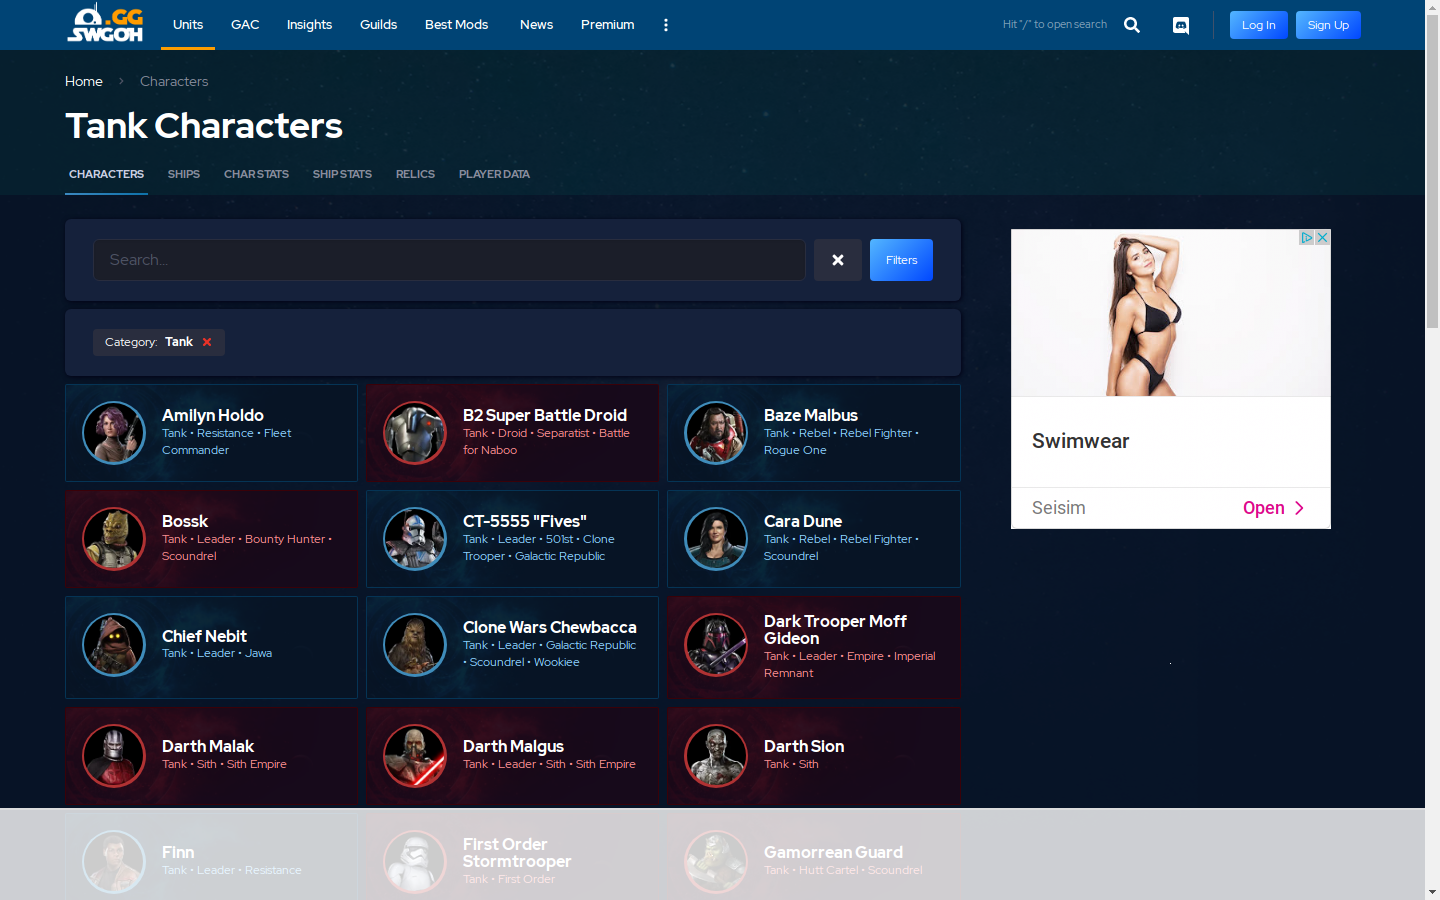 .GG
SWGOH
Units
GAC
Insights
Guilds
Best Mods
News
Premium
Hit "/" to open search
Log In
Sign Up
Home
Characters
Tank Characters
CHARACTERS
SHIPS
CHAR STATS
SHIP STATS
RELICS
PLAYER DATA
Search...
Filters
Category: Tank
Amilyn Holdo
Tank • Resistance • Fleet
Commander
B2 Super Battle Droid
Tank • Droid • Separatist • Battle
for Naboo
Baze Malbus
Tank • Rebel • Rebel Fighter •
Rogue One
Bossk
Tank • Leader • Bounty Hunter •
Scoundrel
CT-5555 "Fives"
Tank • Leader • 501st • Clone
Trooper • Galactic Republic
Cara Dune
Tank • Rebel • Rebel Fighter •
Scoundrel
Chief Nebit
Tank • Leader • Jawa
Clone Wars Chewbacca
Tank • Leader • Galactic Republic
• Scoundrel • Wookiee
Dark Trooper Moff
Gideon
Tank • Leader • Empire • Imperial
Remnant
Darth Malak
Tank • Sith • Sith Empire
Darth Malgus
Tank • Leader • Sith • Sith Empire
Darth Sion
Tank • Sith
Finn
Tank • Leader • Resistance
First Order
Stormtrooper
Tank • First Order
Gamorrean Guard
Tank • Hutt Cartel • Scoundrel
Swimwear
Seisim
Open